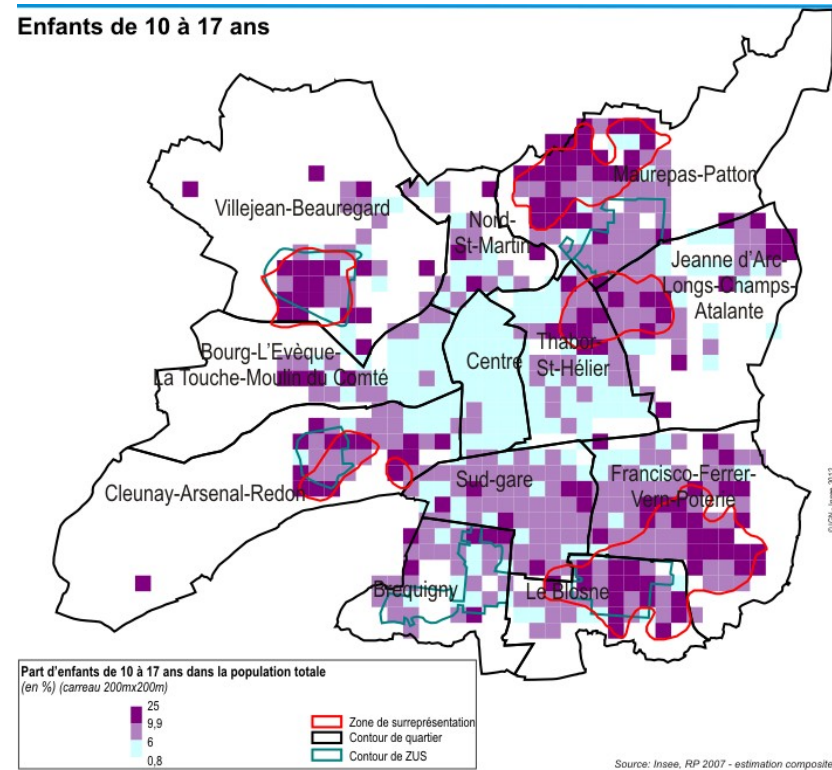 Enfants de 10 à 17 ans
Maurepas-Patton
Villejean-Beauregard
Nord-
St-Martin
Jeanne d'Arc-
Longs-Champs-
Atalante
Bourg-L'Evèque-
La Touche-Moulin du Comté
Centre
Thabor-
St-Hélier
Cleunay-Arsenal-Redon
Sud-gare
Francisco-Ferrer-
Vern-Poterie
Brequigny
Le Blosne
Part d'enfants de 10 à 17 ans dans la population totale
(en %) (carreau 200mx200m)
25
9,9
6
0,8
Zone de surreprésentation
Contour de quartier
Contour de ZUS
Source: Insee, RP 2007 - estimation composite